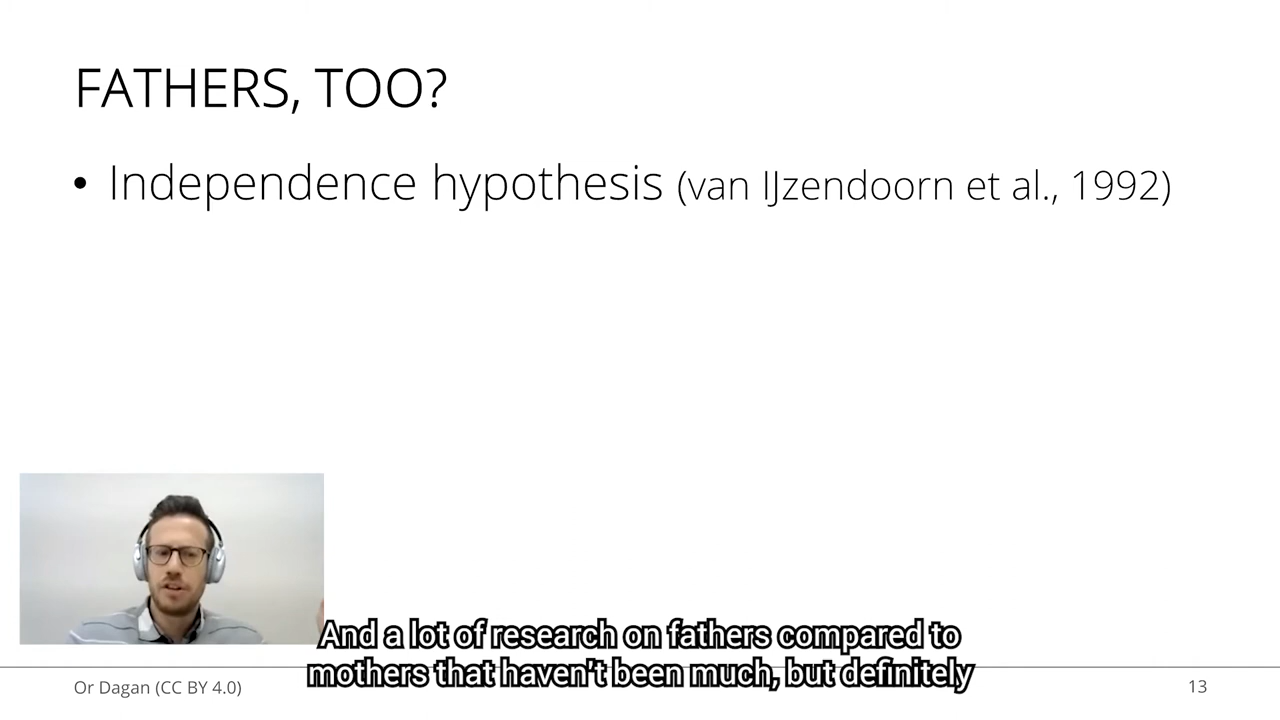 FATHERS, TOO?
• Independence hypothesis (van IJzendoorn et al., 1992)
And a lot of research on fathers compared to
mothers that haven't been much, but definitely
Or Dagan (CC BY 4.0)
13